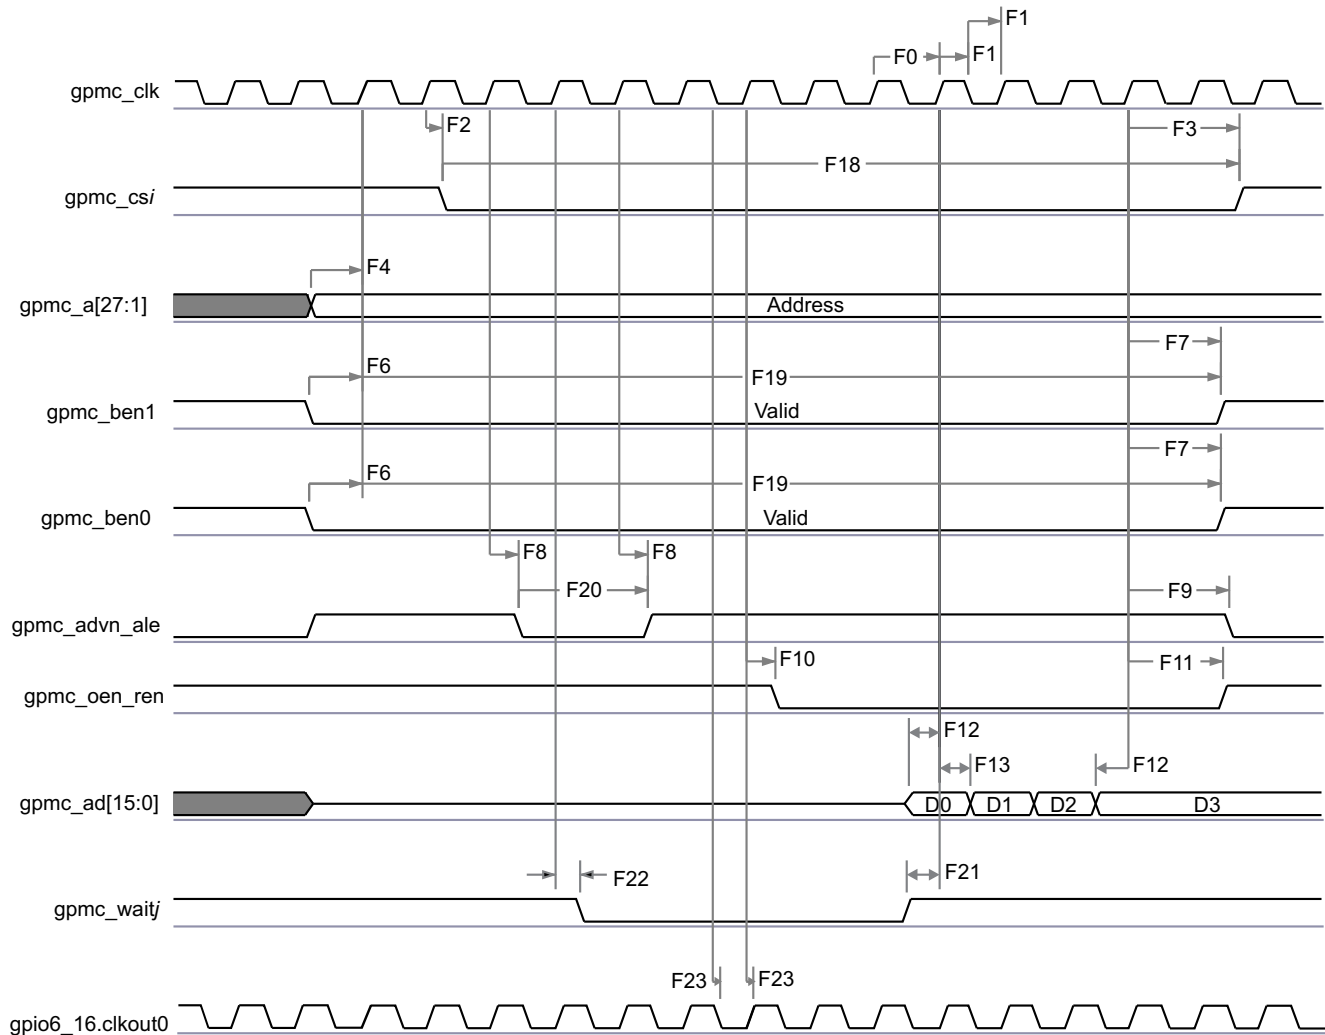 F1
F0
F1
gpmc_clk
F2
F3
F18
gpmc_csi
F4
gpmc_a[27:1]
Address
F7
F6
F19
gpmc_ben1
Valid
F7
F6
F19
gpmc_ben0
Valid
F8
F8
F20
F9
gpmc_advn_ale
F10
F11
gpmc_oen_ren
F12
F13
F12
gpmc_ad[15:0]
D0
D1
D2
D3
F21
F22
gpmc_waitj
F23
F23
gpio6_16.clkout0